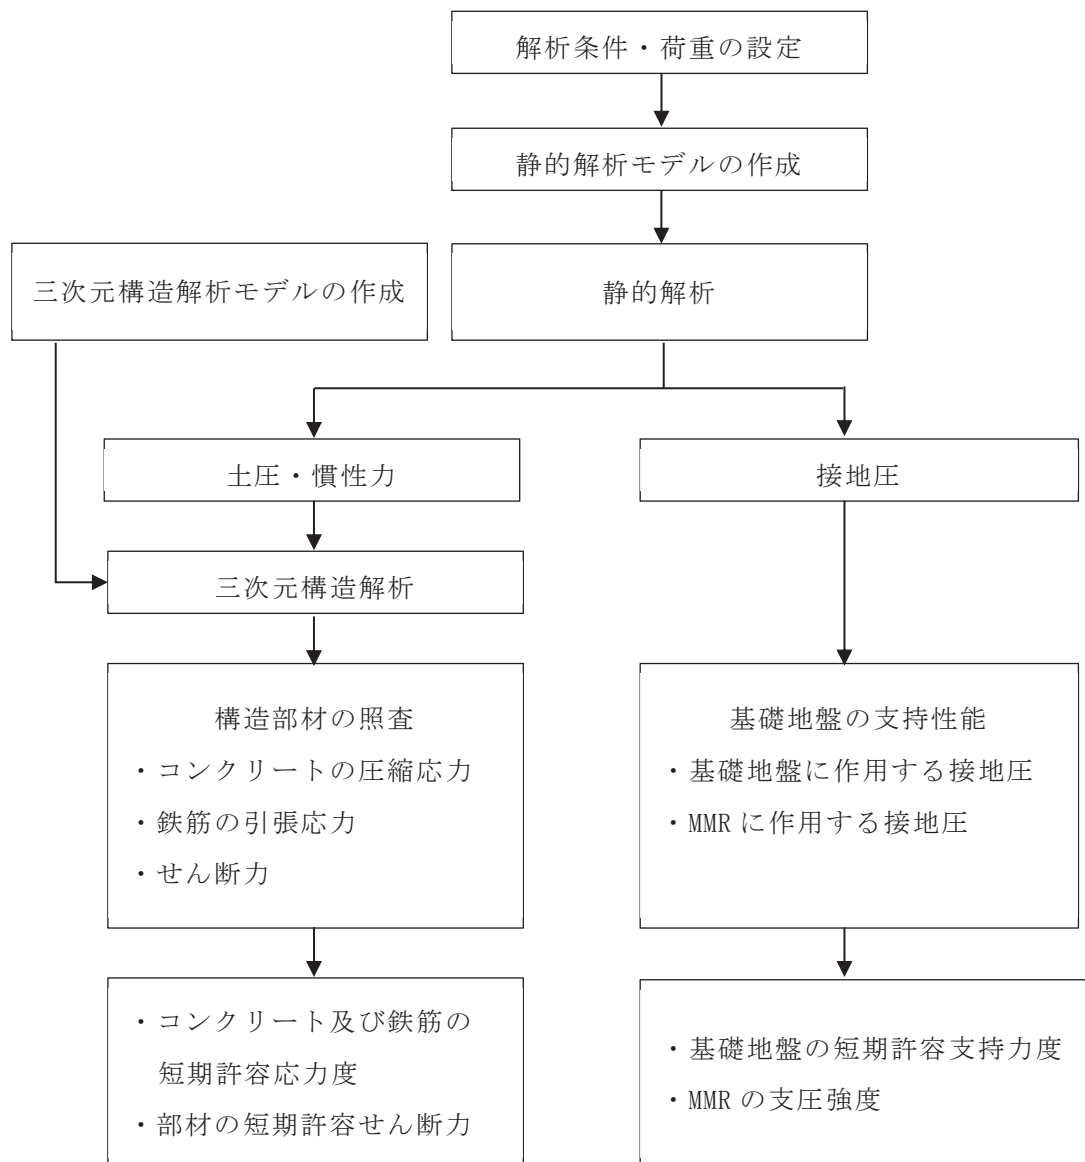 解析条件・荷重の設定
静的解析モデルの作成
三次元構造解析モデルの作成
静的解析
土圧・慣性力
接地圧
三次元構造解析
構造部材の照査
・コンクリートの圧縮応力
・鉄筋の引張応力
・せん断力
基礎地盤の支持性能
・基礎地盤に作用する接地圧
・MMR に作用する接地圧
・コンクリート及び鉄筋の
短期許容応力度
・部材の短期許容せん断力
・基礎地盤の短期許容支持力度
・MMR の支圧強度